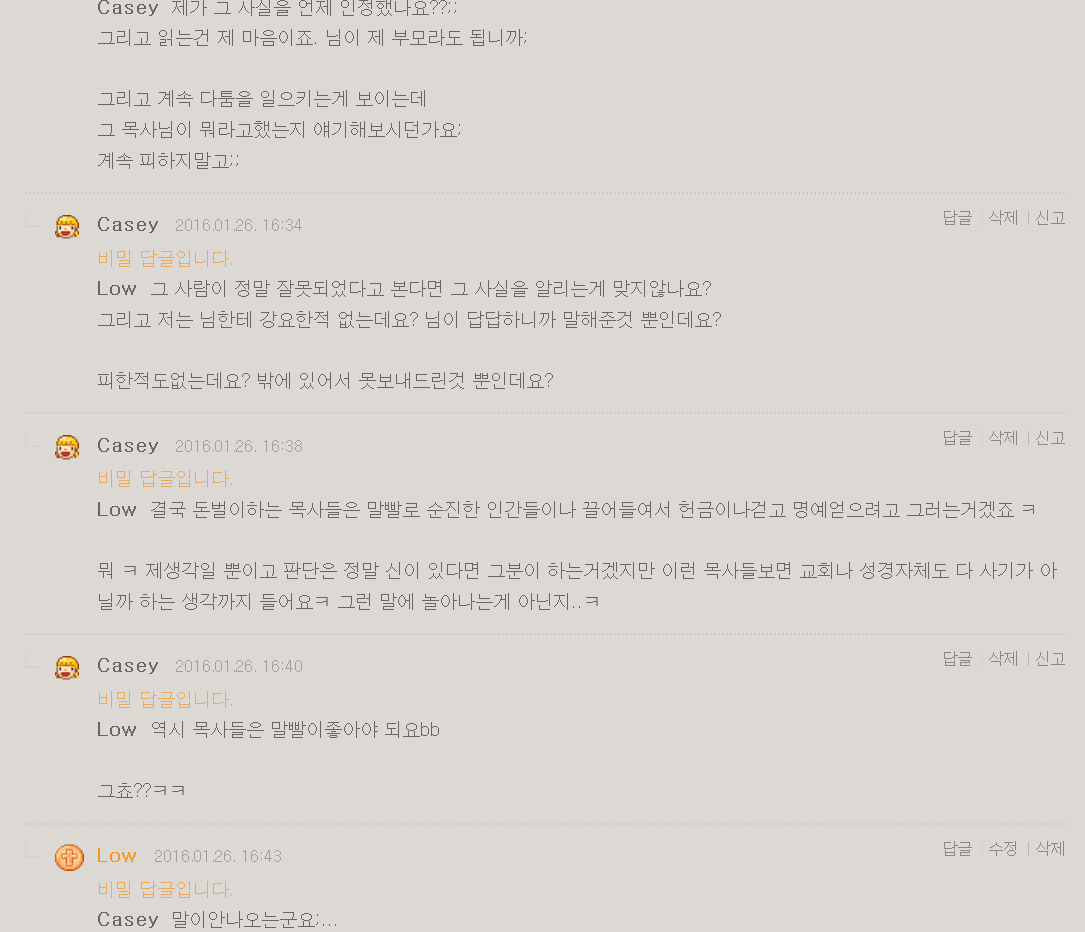 Casey 제가 그 사실을 언제 인정했나요??;;
그리고 읽는건 제 마음이죠. 님이 제 부모라도 됩니까;
그리고 계속 다툼을 일으키는게 보이는데
그 목사님이 뭐라고했는지 얘기해보시던가요;
계속 피하지말고;;
Casey 2016.01.26. 16:34 답글 | 삭제 | 신고
비밀 답글입니다.
Low 그 사람이 정말 잘못되었다고 본다면 그 사실을 알리는게 맞지않나요?
그리고 저는 님한테 강요한적 없는데요? 님이 답답하니까 말해준것 뿐인데요?
피한적도없는데요? 밖에 있어서 못보내드린것 뿐인데요?
Casey 2016.01.26. 16:38 답글 | 삭제 | 신고
비밀 답글입니다.
Low 결국 돈벌이하는 목사들은 말빨로 순진한 인간들이나 끌어들여서 헌금이나걷고 명예얻으려고 그러는거겠죠 ㅋ
뭐 ㅋ 제생각일 뿐이고 판단은 정말 신이 있다면 그분이 하는거겠지만 이런 목사들보면 교회나 성경자체도 다 사기가 아
닐까 하는 생각까지 들어요ㅋ 그런 말에 놀아나는게 아닌지..ㅋ
Casey 2016.01.26. 16:40 답글 | 삭제 | 신고
비밀 답글입니다.
Low 역시 목사들은 말빨이좋아야 되요bb
그쵸??ㅋㅋ
Low 2016.01.26. 16:43 답글 | 수정 | 삭제
비밀 답글입니다.
Casey 말이안나오는군요;...